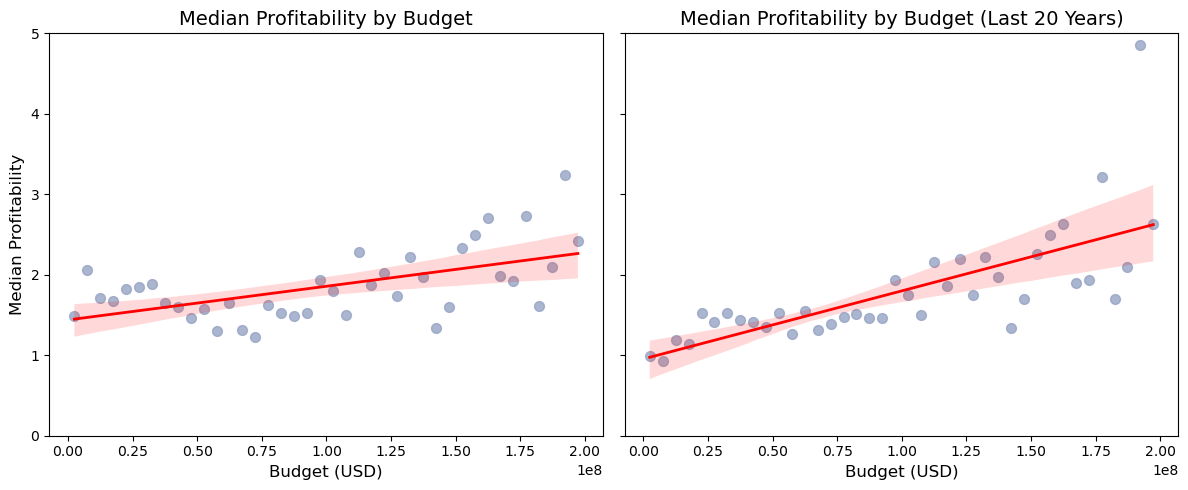 Median Profitability by Budget
Median Profitability by Budget (Last 20 Years)
Median Profitability
5
4
3
2
1
0
0.00 0.25 0.50 0.75 1.00 1.25 1.50 1.75 2.00
1e8
Budget (USD)
0.00 0.25 0.50 0.75 1.00 1.25 1.50 1.75 2.00
1e8
Budget (USD)